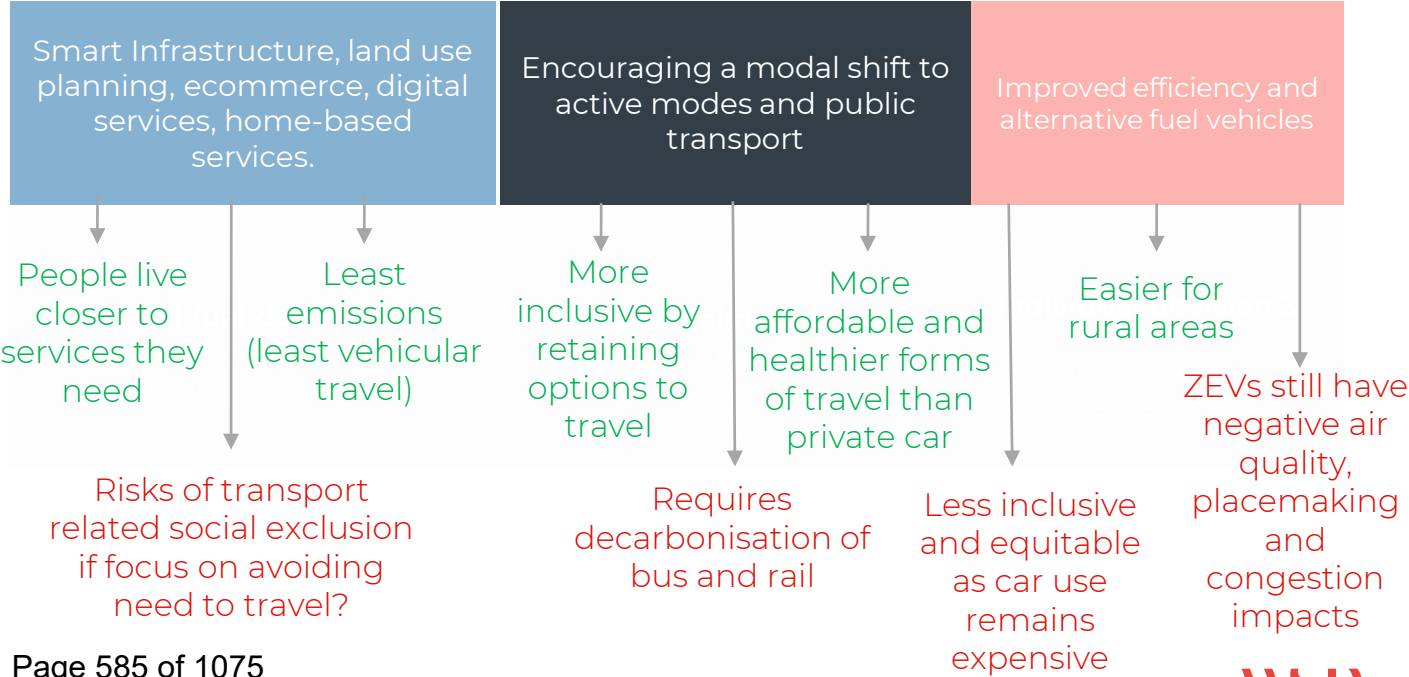 Smart Infrastructure, land use
planning, ecommerce, digital
services, home-based
services.
Encouraging a modal shift to
active modes and public
transport
Improved efficiency and
alternative fuel vehicles
People live
closer to
services they
need
Least
emissions
(least vehicular
travel)
More
inclusive by
retaining
options to
travel
More
affordable and
healthier forms
of travel than
private car
Easier for
rural areas
ZEVs still have
negative air
quality,
placemaking
and
congestion
impacts
Risks of transport
related social exclusion
if focus on avoiding
need to travel?
Requires
decarbonisation of
bus and rail
Less inclusive
and equitable
as car use
remains
expensive
Page 585 of 1075